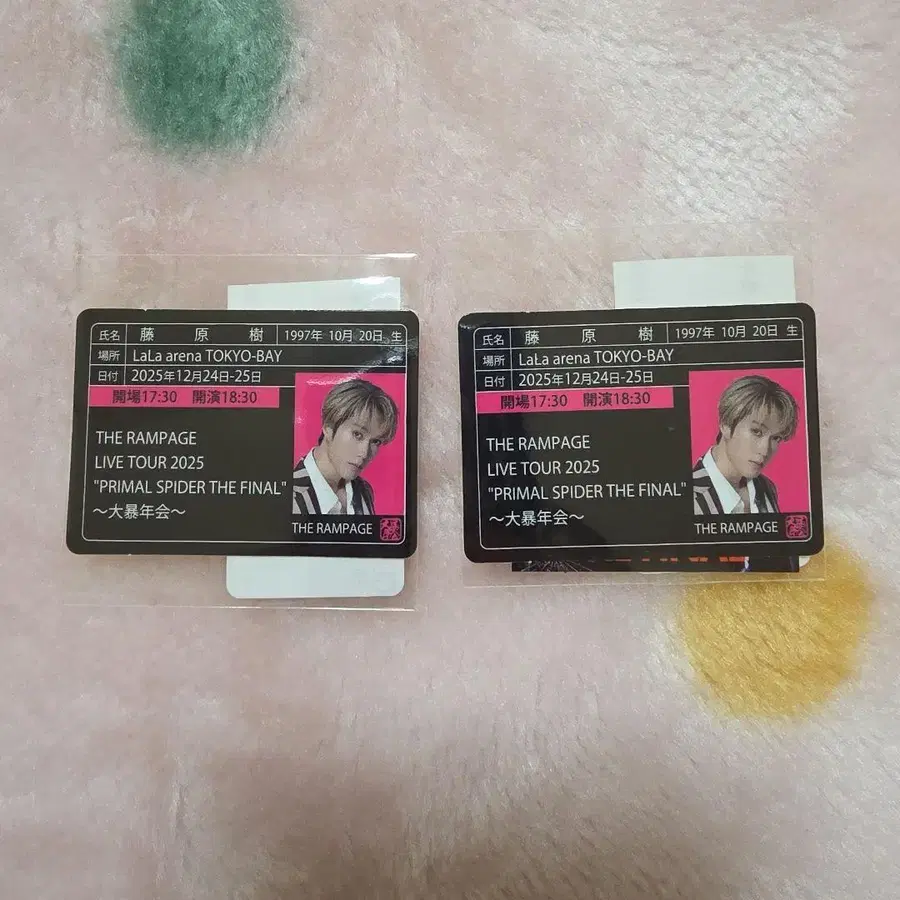 氏名 藤 原 樹 1997年 10月 20日 生
場所 LaLa arena TOKYO-BAY
日付 2025年12月24日-25日
開場17:30 開演18:30
THE RAMPAGE
LIVE TOUR 2025
"PRIMAL SPIDER THE FINAL"
～大暴年会～
THE RAMPAGE
氏名 藤 原 樹 1997年 10月 20日 生
場所 LaLa arena TOKYO-BAY
日付 2025年12月24日-25日
開場17:30 開演18:30
THE RAMPAGE
LIVE TOUR 2025
"PRIMAL SPIDER THE FINAL"
～大暴年会～
THE RAMPAGE